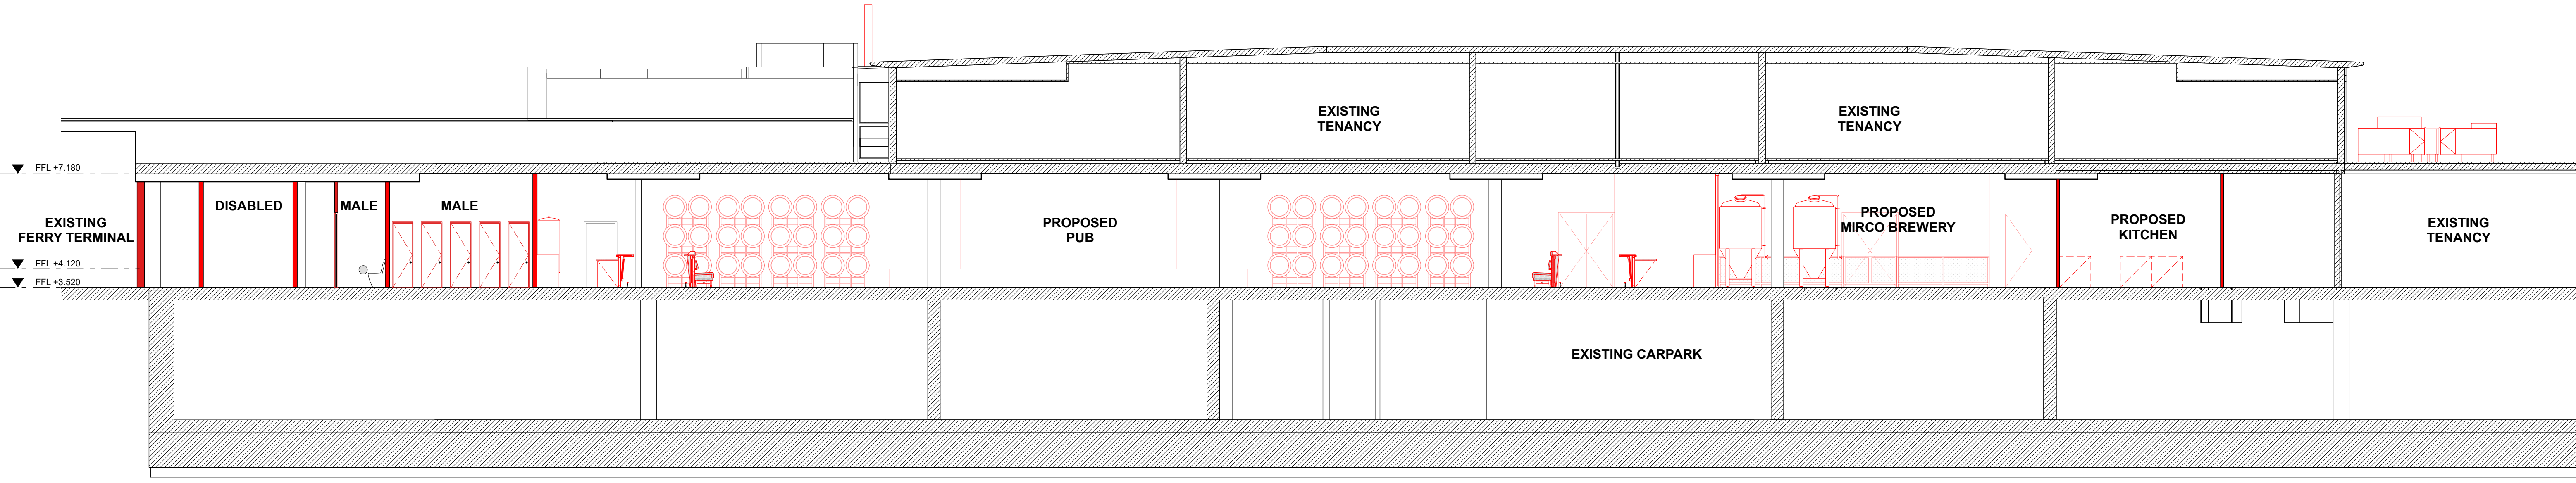 EXISTING
TENANCY
EXISTING
TENANCY
FFL +7.180
DISABLED
MALE
MALE
EXISTING
FERRY TERMINAL
PROPOSED
PUB
PROPOSED
MIRCO BREWERY
PROPOSED
KITCHEN
EXISTING
TENANCY
FFL +4.120
FFL +3.520
EXISTING CARPARK